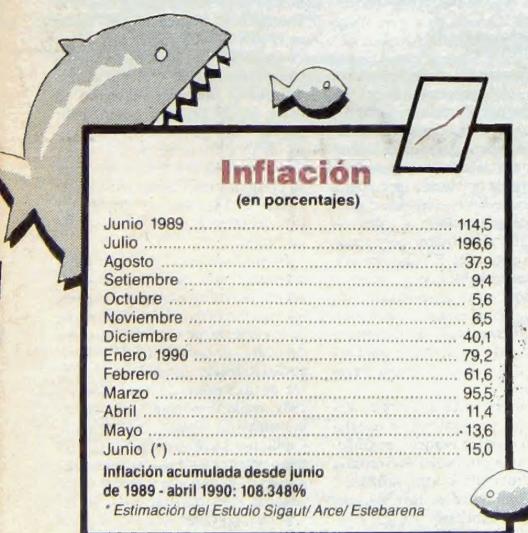 Inflación
(en porcentajes)
Junio 1989 ........ 114,5
Julio ........ 196,6
Agosto ........ 37,9
Setiembre ........ 9,4
Octubre ........ 5,6
Noviembre ........ 6,5
Diciembre ........ 40,1
Enero 1990 ........ 79,2
Febrero ........ 61,6
Marzo ........ 95,5
Abril ........ 11,4
Mayo ........ 13,6
Junio (*) ........ 15,0
Inflación acumulada desde junio
de 1989 - abril 1990: 108.348%
* Estimación del Estudio Sigaut/ Arce/ Estebarena